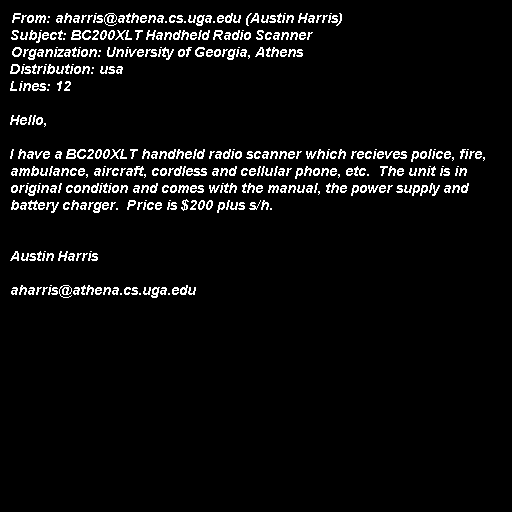 From: aharris@athena.cs.uga.edu (Austin Harris)
Subject: BC200XLT Handheld Radio Scanner
Organization: University of Georgia, Athens
Distribution: usa
Lines: 12

Hello,

I have a BC200XLT handheld radio scanner which recieves police, fire,
ambulance, aircraft, cordless and cellular phone, etc.  The unit is in
original condition and comes with the manual, the power supply and
battery charger.  Price is $200 plus s/h.


Austin Harris

aharris@athena.cs.uga.edu